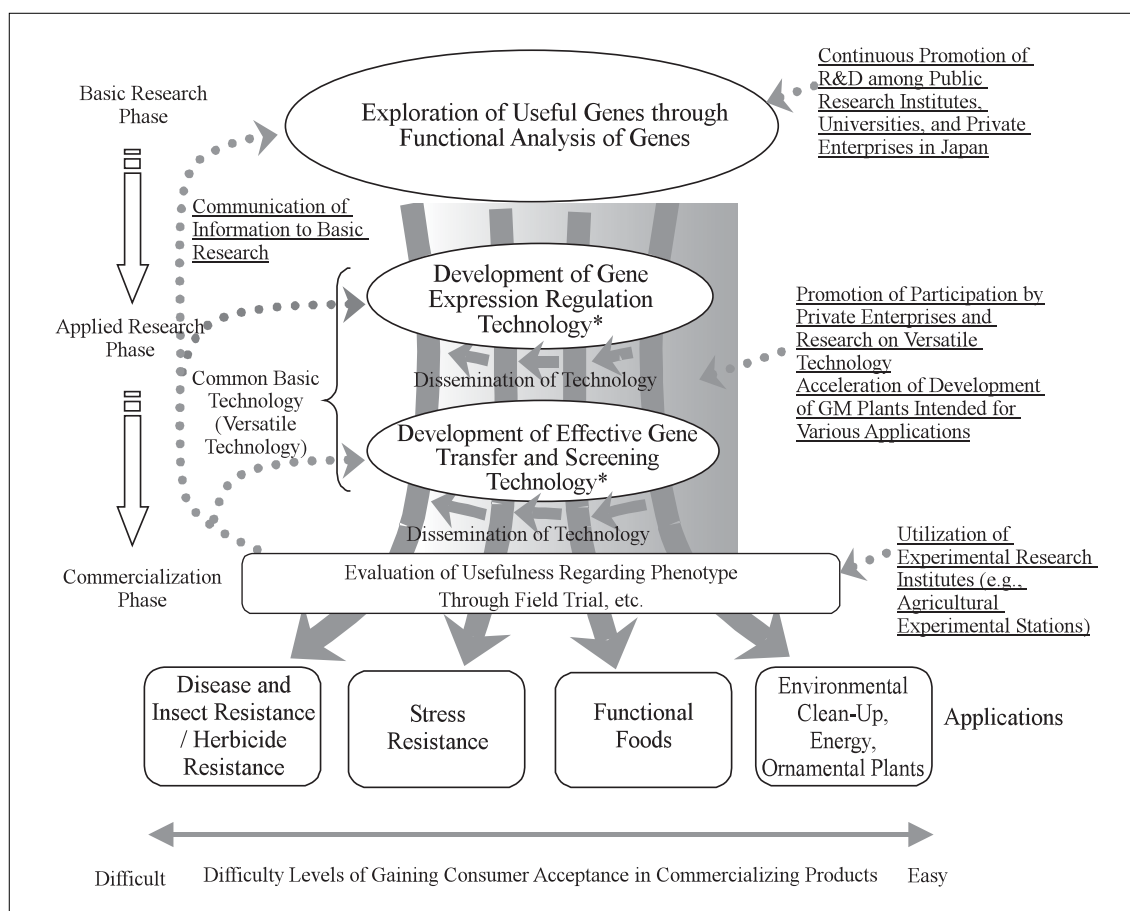 Basic Research
Phase
Exploration of Useful Genes through
Functional Analysis of Genes
Continuous Promotion of
R&D among Public
Research Institutes,
Universities, and Private
Enterprises in Japan
Communication of
Information to Basic
Research
Applied Research
Phase
Development of Gene
Expression Regulation
Technology*
Dissemination of Technology
Promotion of Participation by
Private Enterprises and
Research on Versatile
Technology
Acceleration of Development
of GM Plants Intended for
Various Applications
Common Basic
Technology
(Versatile
Technology)
Development of Effective Gene
Transfer and Screening
Technology*
Dissemination of Technology
Commercialization
Phase
Evaluation of Usefulness Regarding Phenotype
Through Field Trial, etc.
Utilization of
Experimental Research
Institutes (e.g.,
Agricultural
Experimental Stations)
Disease and
Insect Resistance
/ Herbicide
Resistance
Stress
Resistance
Functional
Foods
Environmental
Clean-Up,
Energy,
Ornamental Plants
Applications
Difficult
Difficulty Levels of Gaining Consumer Acceptance in Commercializing Products
Easy